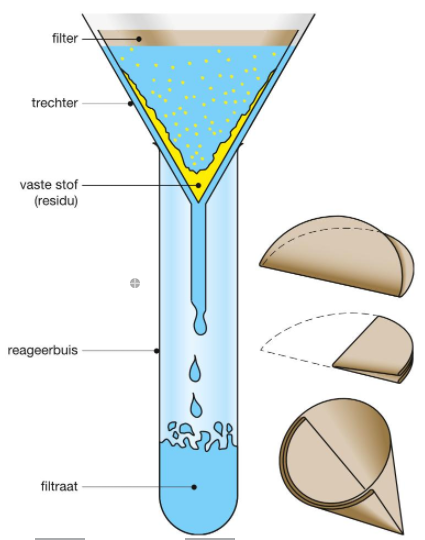 filter
trechter
vaste stof
(residu)
reageerbuis
filtraat